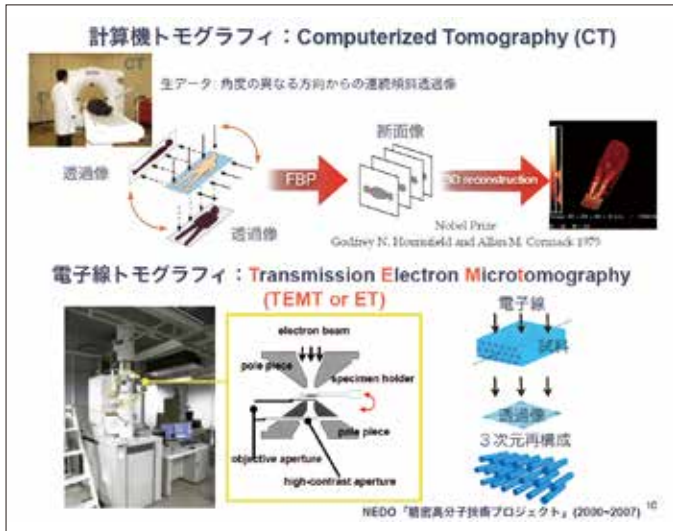 計算機トモグラフィ：Computerized Tomography (CT)
CT
生データ: 角度の異なる方向からの連続傾斜透過像
透過像
FBP
断面像
3D reconstruction
透過像
Nobel Prize
Godfrey N. Hounsfield and Allan M. Cormack 1979
電子線トモグラフィ：Transmission Electron Microtomography
(TEMT or ET)
electron beam
pole piece
specimen holder
pole piece
objective aperture
high-contrast aperture
電子線
試料
透過像
３次元再構成
NEDO「精密高分子技術プロジェクト」(2000~2007)
10